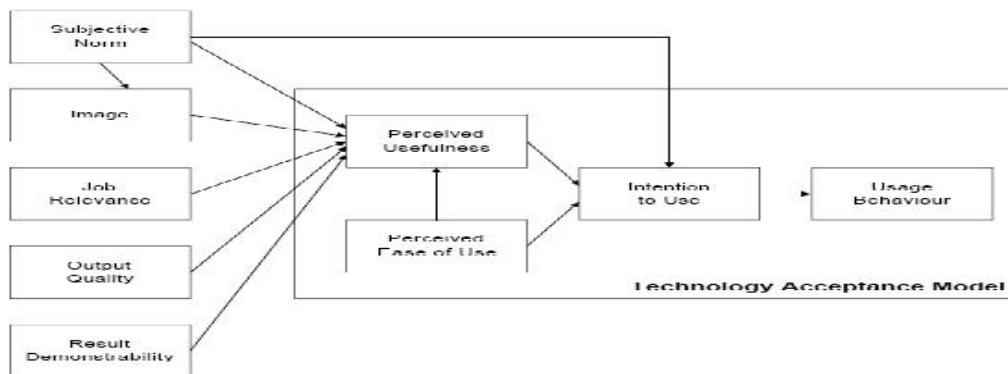 Subjective
Norm
Image
Job
Relevance
Output
Quality
Result
Demonstrability
Perceived
Usefulness
Perceived
Ease of Use
Intention
to Use
Usage
Behaviour
Technology Acceptance Model